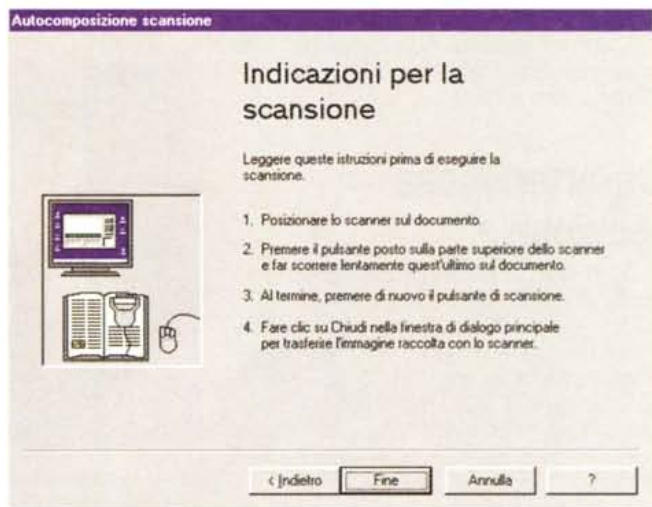 Autocomposizione scansione
Indicazioni per la
scansione
Leggere queste istruzioni prima di eseguire la
scansione.
1. Posizionare lo scanner sul documento.
2. Premere il pulsante posto sulla parte superiore dello scanner
e far scorrere lentamente quest'ultimo sul documento.
3. Al termine, premere di nuovo il pulsante di scansione.
4. Fare clic su Chiudi nella finestra di dialogo principale
per trasferire l'immagine raccolta con lo scanner.
< Indietro Fine Annulla ?